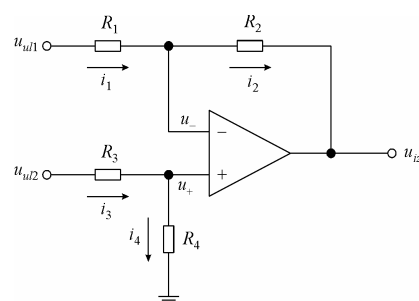 R1 R2
uul1
i1 i2
u− −
R3
uul2 u+ +
uiz
i3 i4 R4